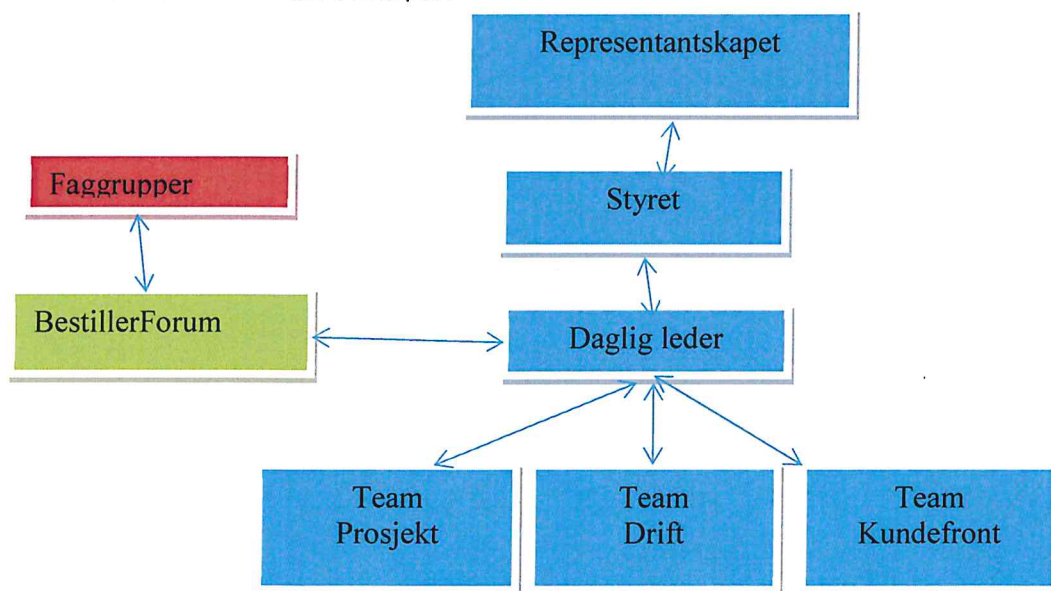 Representantskapet
Faggrupper
Styret
BestillerForum
Daglig leder
Team
Prosjekt
Team
Drift
Team
Kundefront